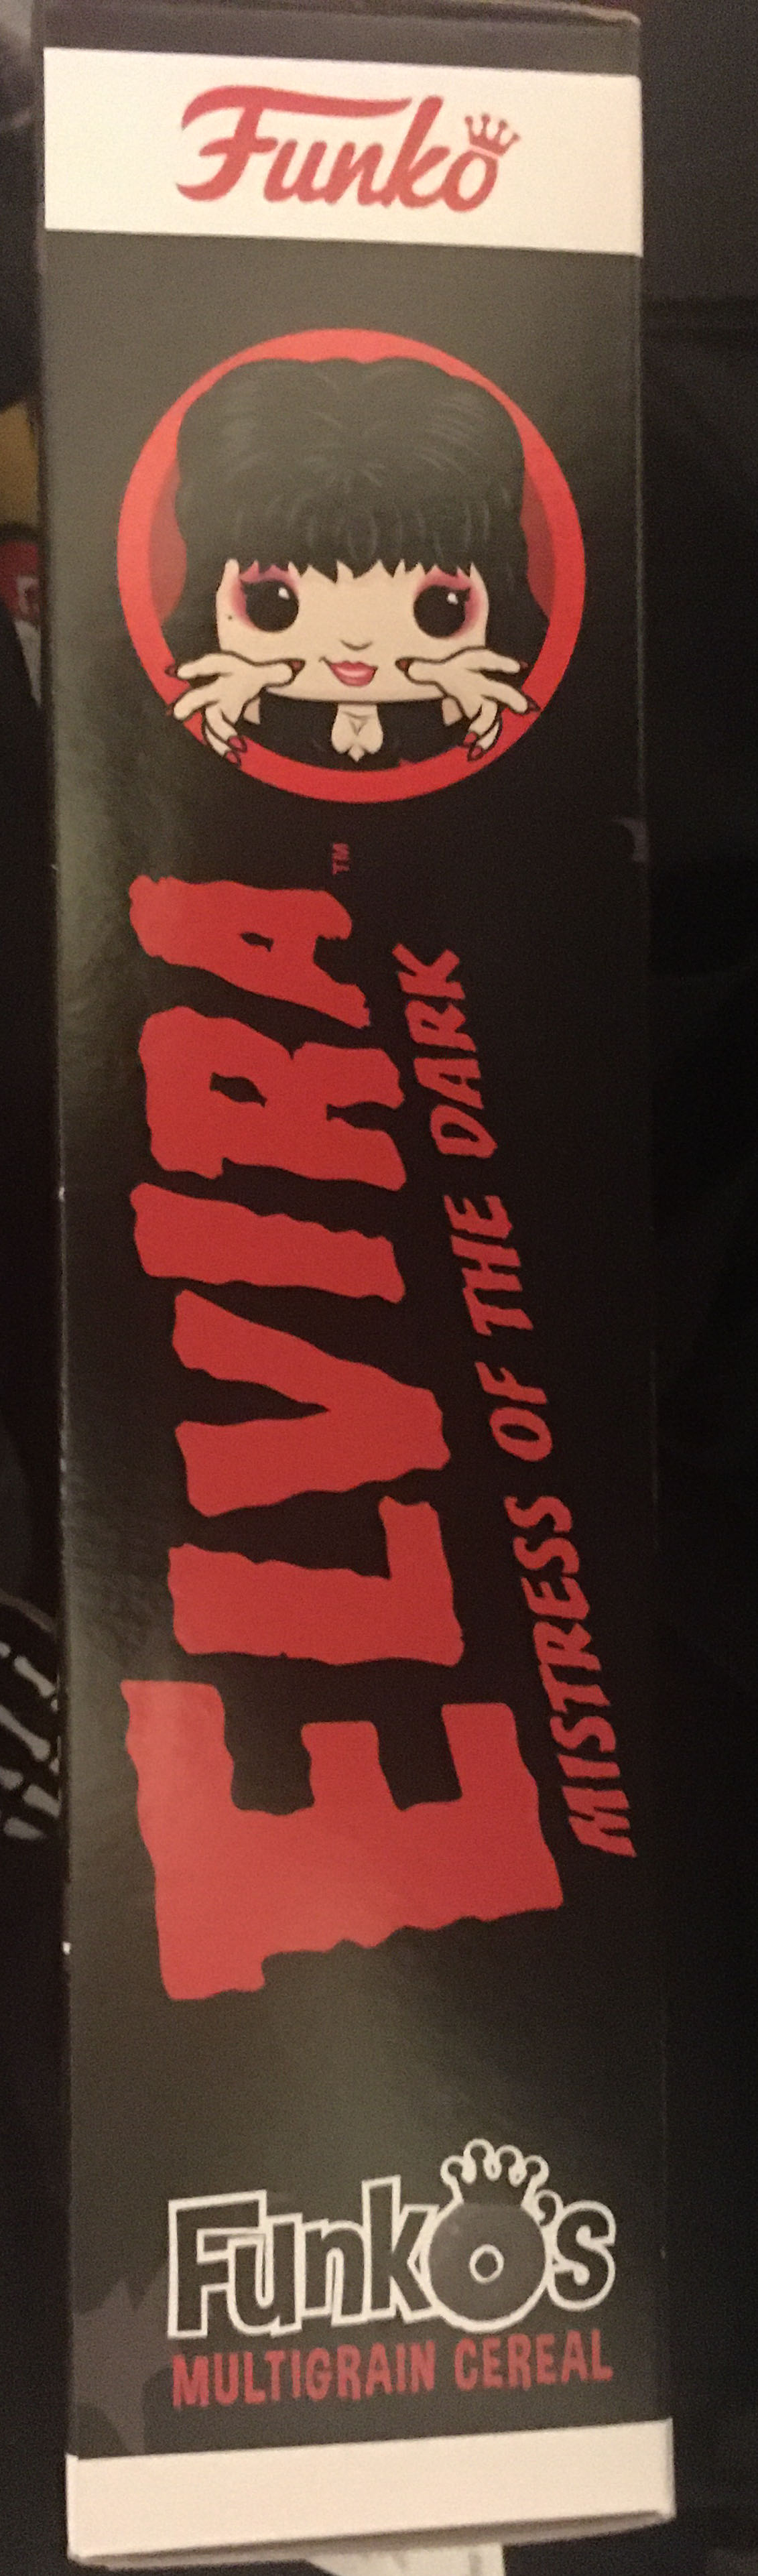 Funko
ELVIRA™
MISTRESS OF THE DARK
FunkO's
MULTIGRAIN CEREAL